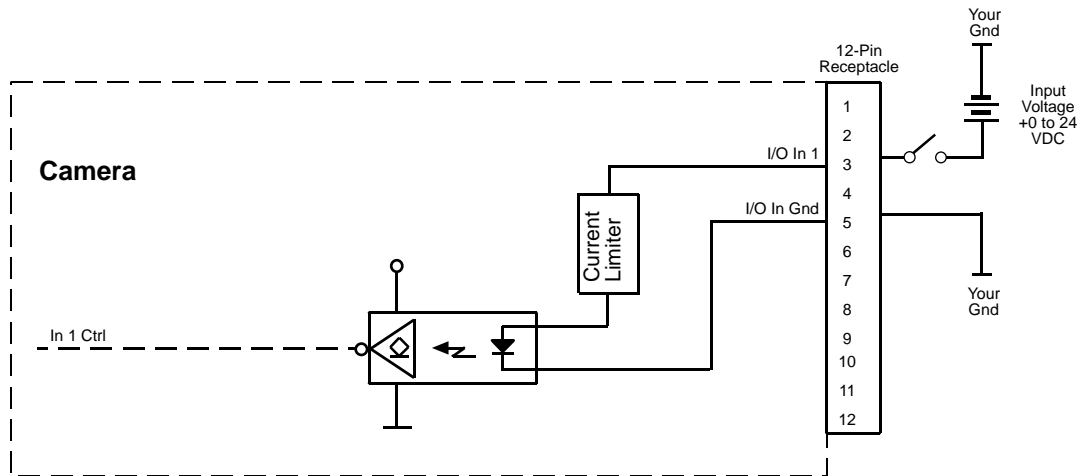 Your
Gnd
12-Pin
Receptacle
Input
Voltage
+0 to 24
VDC
1
2
I/O In 1
3
Camera
4
I/O In Gnd
5
Current
Limiter
6
7
Your
Gnd
8
In 1 Ctrl
9
10
11
12